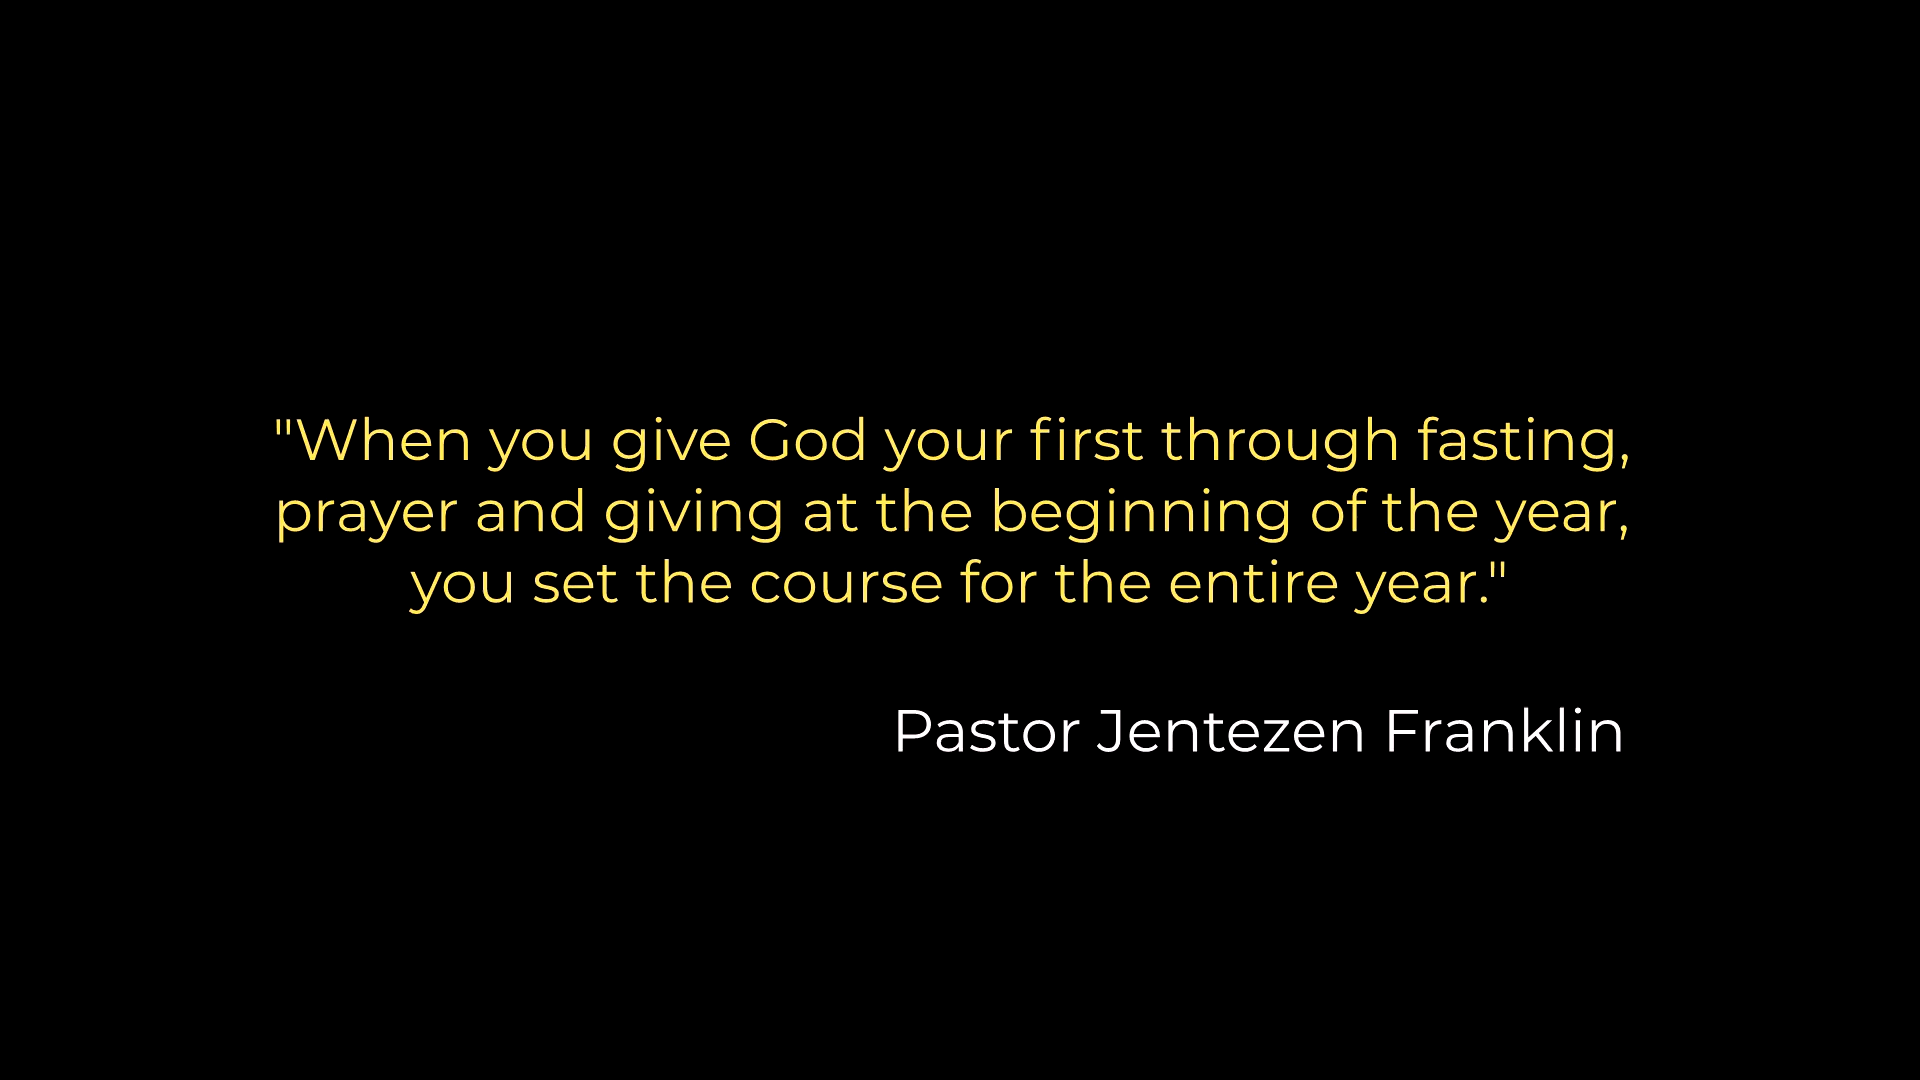 "When you give God your first through fasting,
prayer and giving at the beginning of the year,
you set the course for the entire year."
Pastor Jentezen Franklin